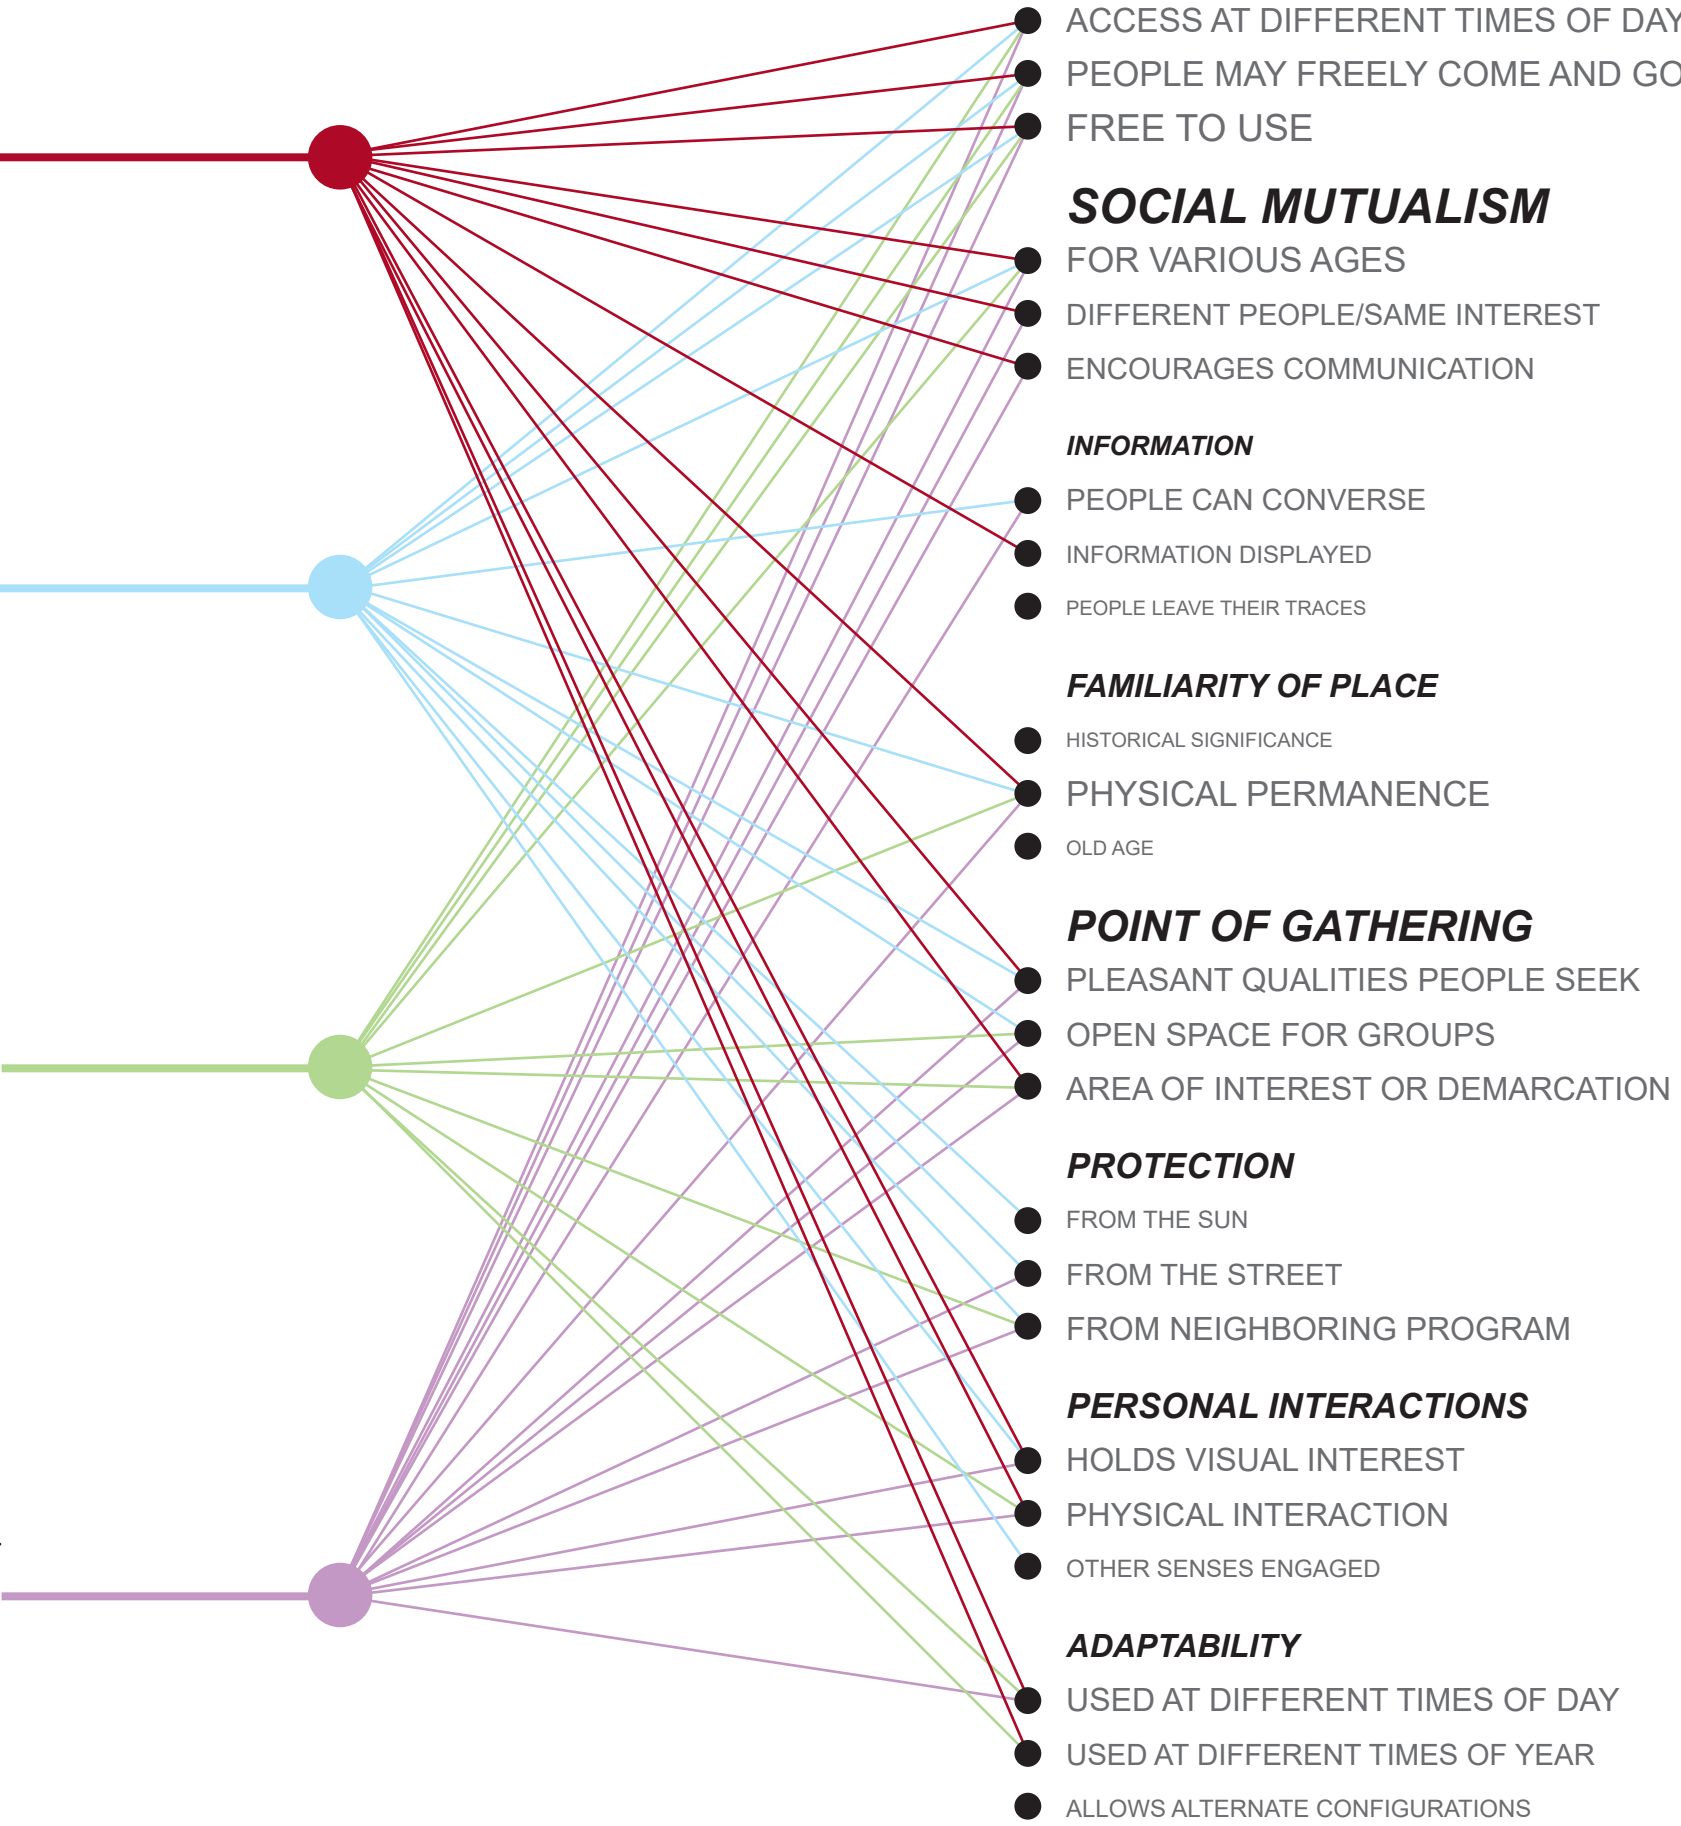 ACCESS AT DIFFERENT TIMES OF DAY
PEOPLE MAY FREELY COME AND GO
FREE TO USE
SOCIAL MUTUALISM
FOR VARIOUS AGES
DIFFERENT PEOPLE/SAME INTEREST
ENCOURAGES COMMUNICATION
INFORMATION
PEOPLE CAN CONVERSE
INFORMATION DISPLAYED
PEOPLE LEAVE THEIR TRACES
FAMILIARITY OF PLACE
HISTORICAL SIGNIFICANCE
PHYSICAL PERMANENCE
OLD AGE
POINT OF GATHERING
PLEASANT QUALITIES PEOPLE SEEK
OPEN SPACE FOR GROUPS
AREA OF INTEREST OR DEMARCATION
PROTECTION
FROM THE SUN
FROM THE STREET
FROM NEIGHBORING PROGRAM
PERSONAL INTERACTIONS
HOLDS VISUAL INTEREST
PHYSICAL INTERACTION
OTHER SENSES ENGAGED
ADAPTABILITY
USED AT DIFFERENT TIMES OF DAY
USED AT DIFFERENT TIMES OF YEAR
ALLOWS ALTERNATE CONFIGURATIONS